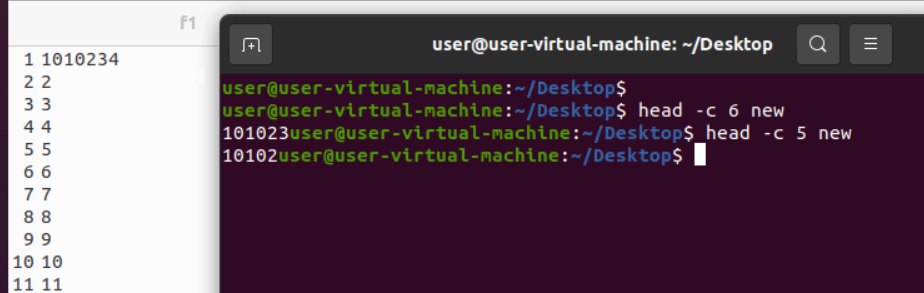 f1
1 1010234
2 2
3 3
4 4
5 5
6 6
7 7
8 8
9 9
10 10
11 11
user@user-virtual-machine: ~/Desktop
user@user-virtual-machine:~/Desktop$
user@user-virtual-machine:~/Desktop$ head -c 6 new
101023user@user-virtual-machine:~/Desktop$ head -c 5 new
10102user@user-virtual-machine:~/Desktop$